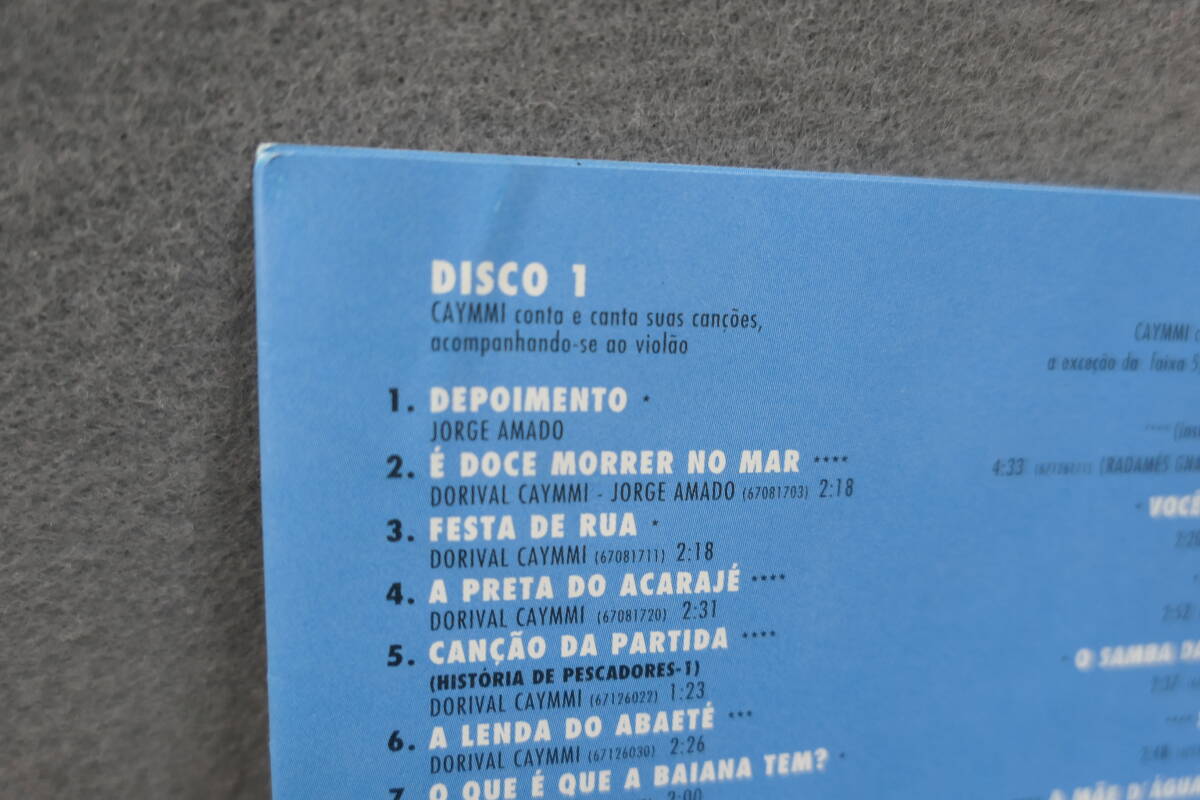 DISCO 1
CAYMMI conta e canta suas canções,
acompanhando-se ao violão
1. DEPOIMENTO *
JORGE AMADO
2. É DOCE MORRER NO MAR ****
DORIVAL CAYMMI - JORGE AMADO (67081703) 2:18
3. FESTA DE RUA *
DORIVAL CAYMMI (67081711) 2:18
4. A PRETA DO ACARAJÉ ****
DORIVAL CAYMMI (67081720) 2:31
5. CANÇÃO DA PARTIDA ****
(HISTÓRIA DE PESCADORES-1)
DORIVAL CAYMMI (67126022) 1:23
6. A LENDA DO ABAETÉ ***
DORIVAL CAYMMI (67126030) 2:26
7. O QUE É QUE A BAIANA TEM? *
CAYMMI
a exceção da faixa 5
4:33 (RADAMÉS
O SAMBA
A MÃE